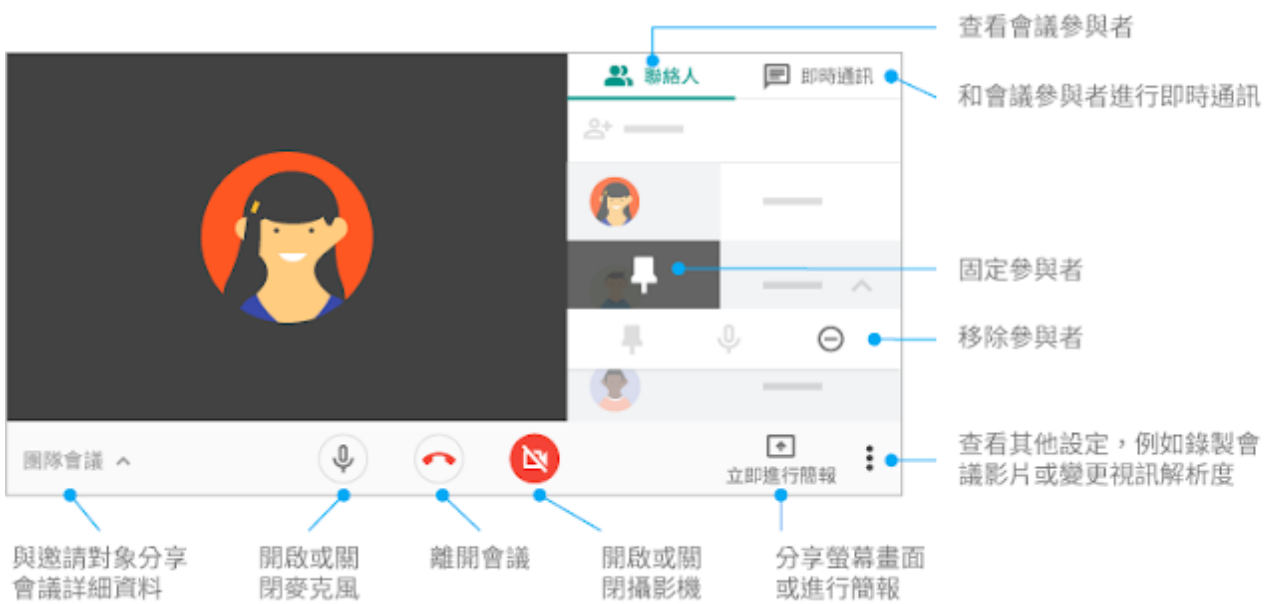 查看會議參與者
聯絡人
即時通訊
和會議參與者進行即時通訊
固定參與者
移除參與者
團隊會議
立即進行簡報
查看其他設定，例如錄製會
議影片或變更視訊解析度
與邀請對象分享
會議詳細資料
開啟或關
閉麥克風
離開會議
開啟或關
閉攝影機
分享螢幕畫面
或進行簡報